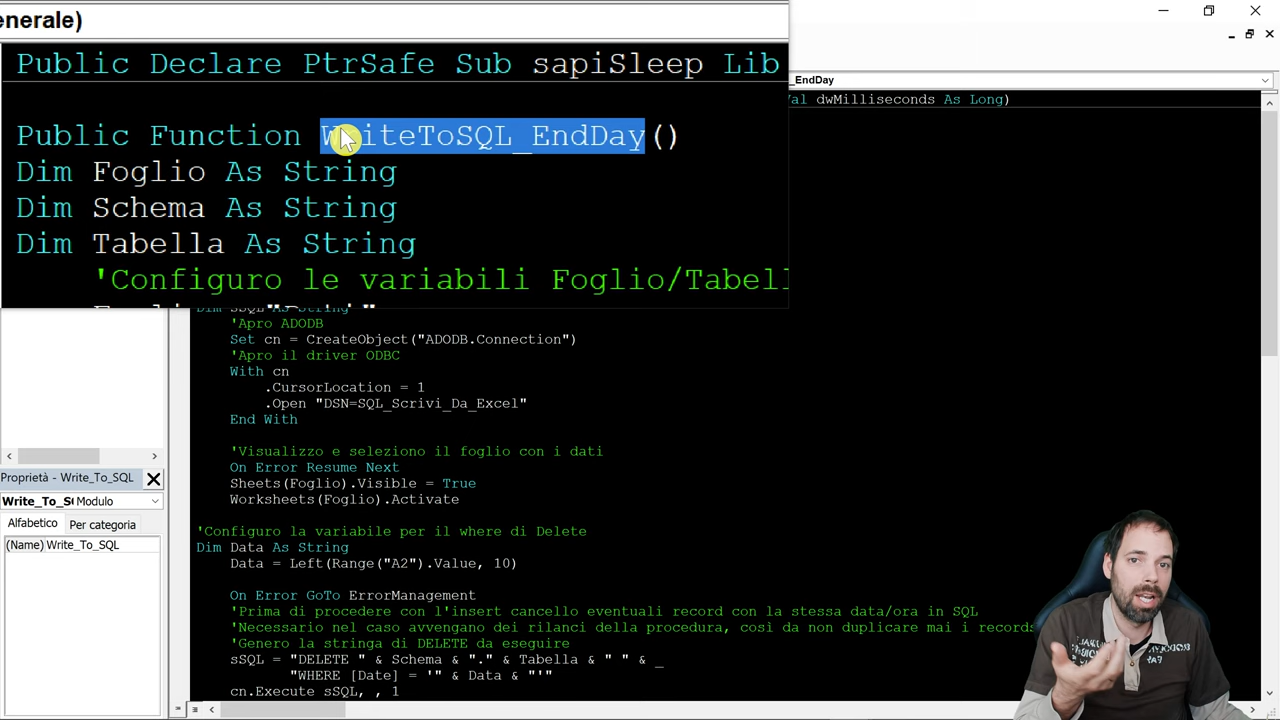 enerale)
_EndDay
Public Declare PtrSafe Sub sapiSleep Lib
Val dwMilliseconds As Long)
Public Function WriteToSQL_EndDay()
Dim Foglio As String
Dim Schema As String
Dim Tabella As String
'Configuro le variabili Foglio/Tabell
'Apro ADODB
Set cn = CreateObject("ADODB.Connection")
'Apro il driver ODBC
With cn
.CursorLocation = 1
.Open "DSN=SQL_Scrivi_Da_Excel"
End With
'Visualizzo e seleziono il foglio con i dati
On Error Resume Next
Sheets(Foglio).Visible = True
Worksheets(Foglio).Activate
'Configuro la variabile per il where di Delete
Dim Data As String
Data = Left(Range("A2").Value, 10)
On Error GoTo ErrorManagement
'Prima di procedere con l'insert cancello eventuali record con la stessa data/ora in SQL
'Necessario nel caso avvengano dei rilanci della procedura, così da non duplicare mai i records
'Genero la stringa di DELETE da eseguire
sSQL = "DELETE " & Schema & "." & Tabella & " " & _
"WHERE [Date] = '" & Data & "'"
cn.Execute sSQL, , 1
Proprietà - Write_To_SQL
Write_To_S Modulo
Alfabetico Per categoria
(Name) Write_To_SQL